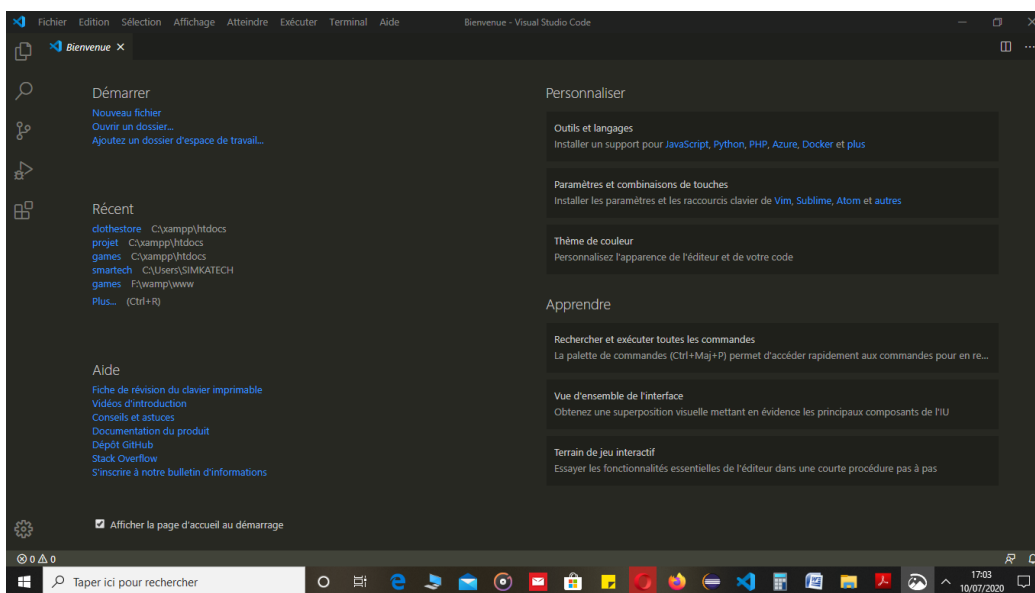 Fichier Edition Sélection Affichage Atteindre Exécuter Terminal Aide
Bienvenue - Visual Studio Code
Bienvenue
Démarrer
Nouveau fichier
Ouvrir un dossier...
Ajoutez un dossier d'espace de travail...
Récent
clothestore C:\xampp\htdocs
projet C:\xampp\htdocs
games C:\xampp\htdocs
smartech C:\Users\SIMKATECH
games F:\wamp\www
Plus... (Ctrl+R)
Aide
Fiche de révision du clavier imprimable
Vidéos d'introduction
Conseils et astuces
Documentation du produit
Dépôt GitHub
Stack Overflow
S'inscrire à notre bulletin d'informations
Afficher la page d'accueil au démarrage
Personnaliser
Outils et langages
Installer un support pour JavaScript, Python, PHP, Azure, Docker et plus
Paramètres et combinaisons de touches
Installer les paramètres et les raccourcis clavier de Vim, Sublime, Atom et autres
Thème de couleur
Personnalisez l'apparence de l'éditeur et de votre code
Apprendre
Rechercher et exécuter toutes les commandes
La palette de commandes (Ctrl+Maj+P) permet d'accéder rapidement aux commandes pour en re...
Vue d'ensemble de l'interface
Obtenez une superposition visuelle mettant en évidence les principaux composants de l'IU
Terrain de jeu interactif
Essayer les fonctionnalités essentielles de l'éditeur dans une courte procédure pas à pas
0 0
Taper ici pour rechercher
17:03
10/07/2020